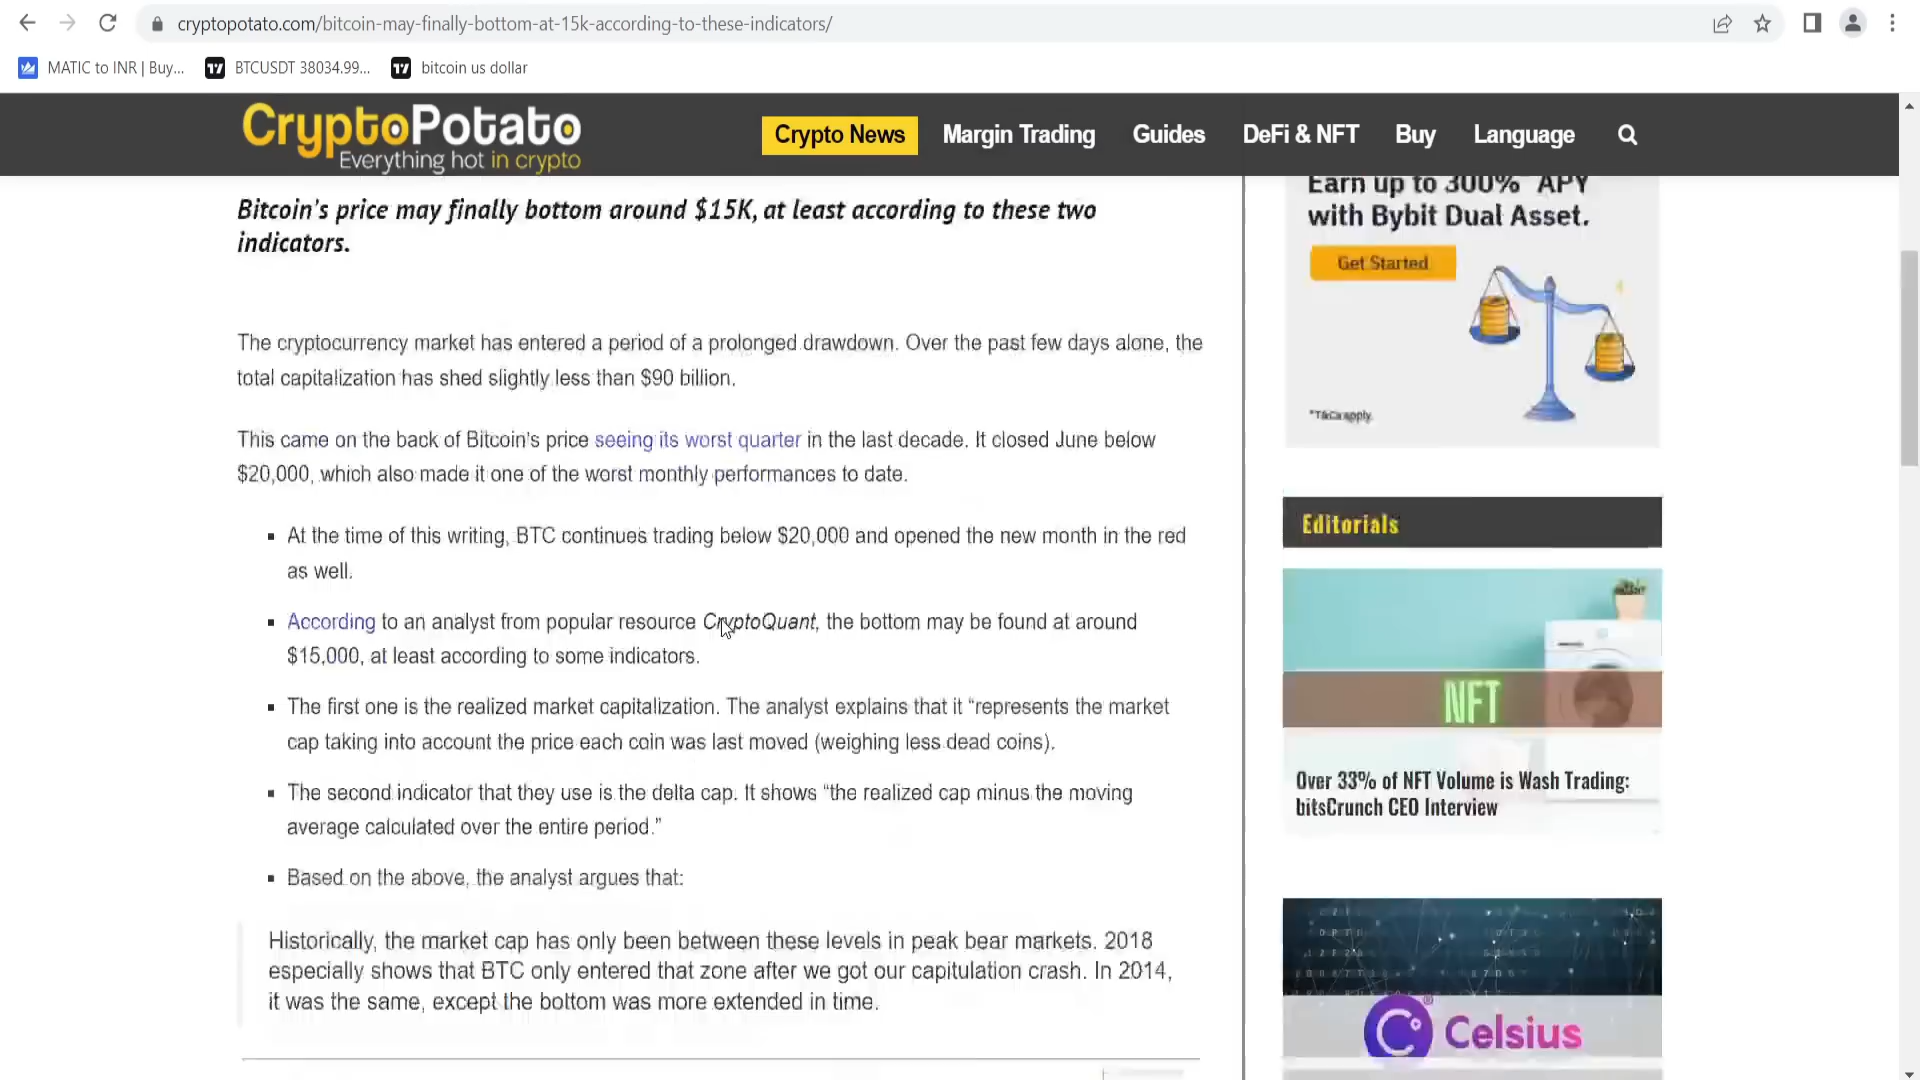 cryptopotato.com/bitcoin-may-finally-bottom-at-15k-according-to-these-indicators/
MATIC to INR | Buy...
BTCUSDT 38034.99...
bitcoin us dollar
CryptoPotato
Everything hot in crypto
Crypto News
Margin Trading
Guides
DeFi & NFT
Buy
Language
Bitcoin's price may finally bottom around $15K, at least according to these two
indicators.
The cryptocurrency market has entered a period of a prolonged drawdown. Over the past few days alone, the
total capitalization has shed slightly less than $90 billion.
This came on the back of Bitcoin's price seeing its worst quarter in the last decade. It closed June below
$20,000, which also made it one of the worst monthly performances to date.
▪ At the time of this writing, BTC continues trading below $20,000 and opened the new month in the red
as well.
▪ According to an analyst from popular resource CryptoQuant, the bottom may be found at around
$15,000, at least according to some indicators.
▪ The first one is the realized market capitalization. The analyst explains that it “represents the market
cap taking into account the price each coin was last moved (weighing less dead coins).
▪ The second indicator that they use is the delta cap. It shows “the realized cap minus the moving
average calculated over the entire period.”
▪ Based on the above, the analyst argues that:
Historically, the market cap has only been between these levels in peak bear markets. 2018
especially shows that BTC only entered that zone after we got our capitulation crash. In 2014,
it was the same, except the bottom was more extended in time.
Earn up to 300% APY
with Bybit Dual Asset.
Get Started
*T&Cs apply.
Editorials
NFT
Over 33% of NFT Volume is Wash Trading:
bitsCrunch CEO Interview
Celsius